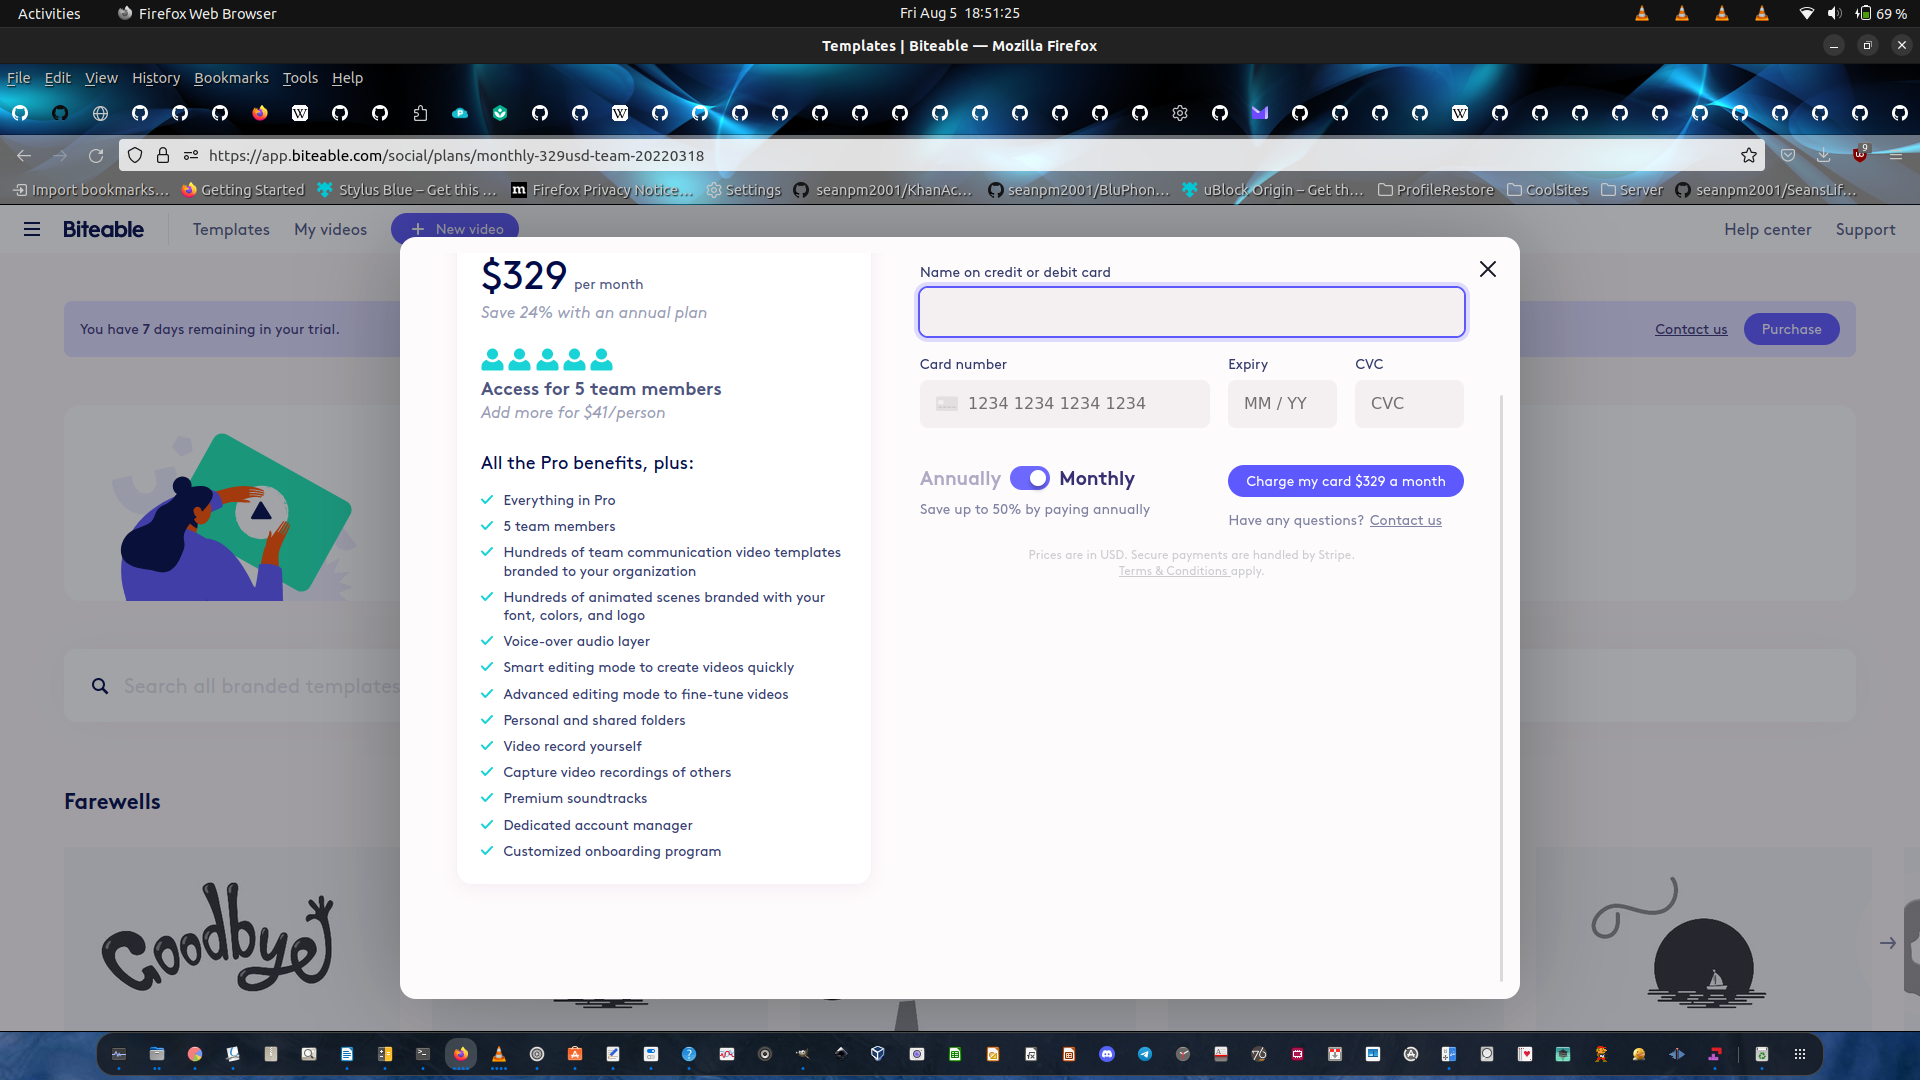 Activities
Firefox Web Browser
Fri Aug 5 18:51:25
69 %
Templates | Biteable — Mozilla Firefox
File Edit View History Bookmarks Tools Help
https://app.biteable.com/social/plans/monthly-329usd-team-20220318
9
Import bookmarks... Getting Started Stylus Blue – Get this ... Firefox Privacy Notice... Settings seanpm2001/KhanAc... seanpm2001/BluPhon... uBlock Origin – Get th... ProfileRestore CoolSites Server seanpm2001/SeansLif...
Biteable
Templates My videos + New video
Help center Support
You have 7 days remaining in your trial.
Contact us Purchase
$329 per month
Save 24% with an annual plan
Access for 5 team members
Add more for $41/person
All the Pro benefits, plus:
Everything in Pro
5 team members
Hundreds of team communication video templates
branded to your organization
Hundreds of animated scenes branded with your
font, colors, and logo
Voice-over audio layer
Smart editing mode to create videos quickly
Advanced editing mode to fine-tune videos
Personal and shared folders
Video record yourself
Capture video recordings of others
Premium soundtracks
Dedicated account manager
Customized onboarding program
Name on credit or debit card
Card number Expiry CVC
1234 1234 1234 1234 MM / YY CVC
Annually Monthly
Save up to 50% by paying annually
Charge my card $329 a month
Have any questions? Contact us
Prices are in USD. Secure payments are handled by Stripe.
Terms & Conditions apply.
Search all branded templates
Farewells
Goodbye